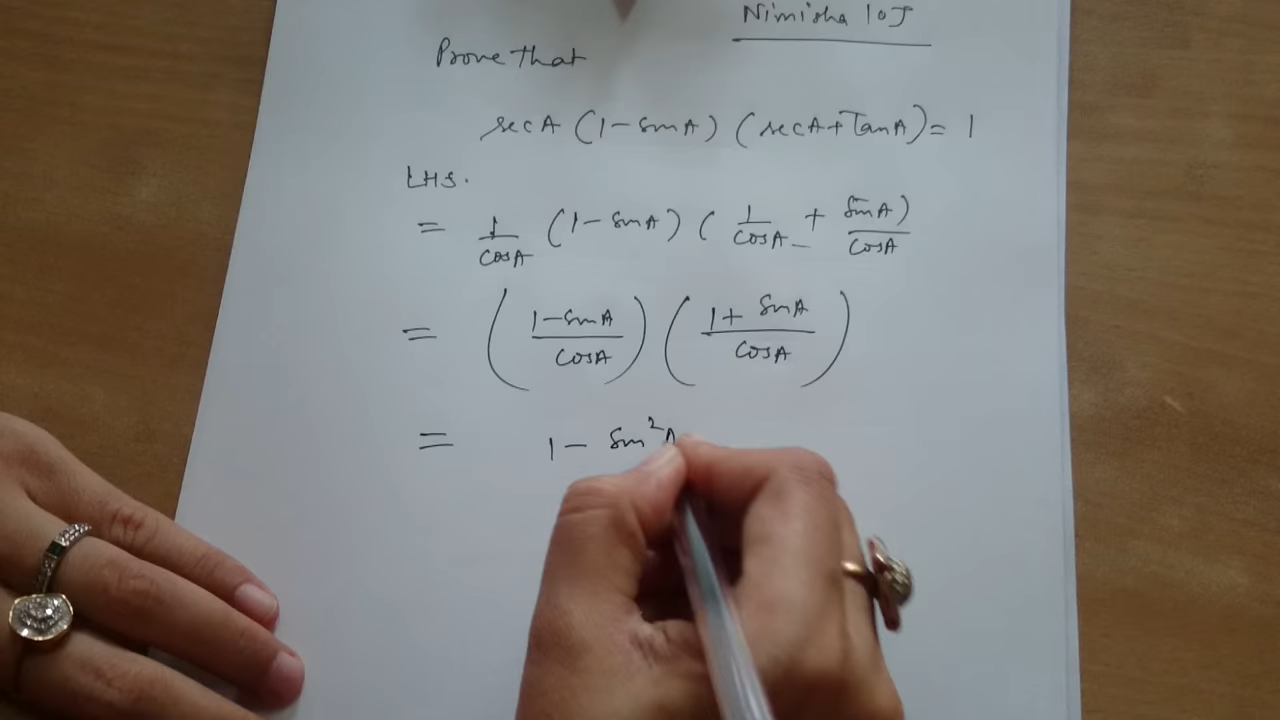 Nimisha 10J
Prove that
secA (1-sinA) (secA+TanA) = 1
LHS.
= 1/cosA (1-sinA) ( 1/cosA + sinA)/cosA
= (1-sinA/cosA) (1+ sinA/cosA)
= 1- sin²A